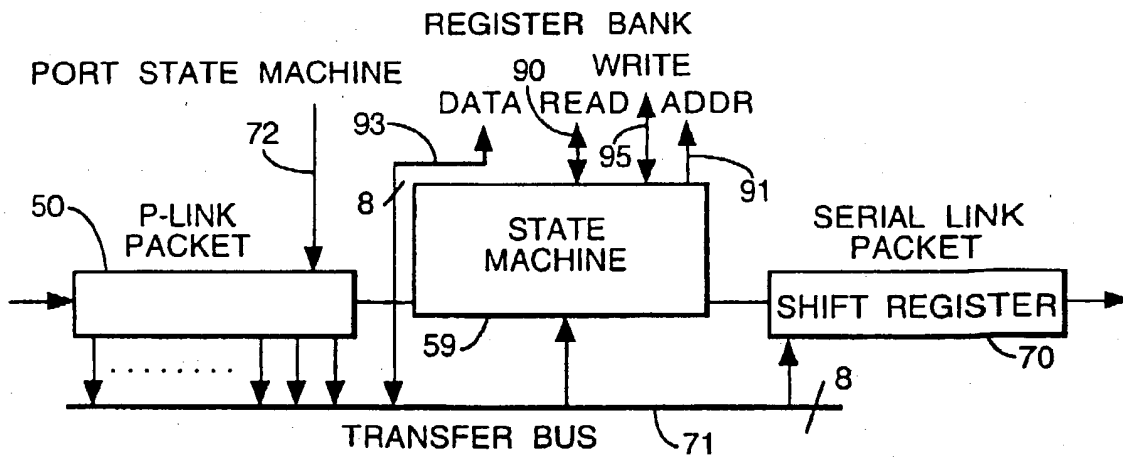 REGISTER BANK
PORT STATE MACHINE
90
WRITE
DATA READ ADDR
93
72
95
91
8
50
P-LINK
PACKET
STATE
MACHINE
SERIAL LINK
PACKET
SHIFT REGISTER
59
70
8
TRANSFER BUS
71